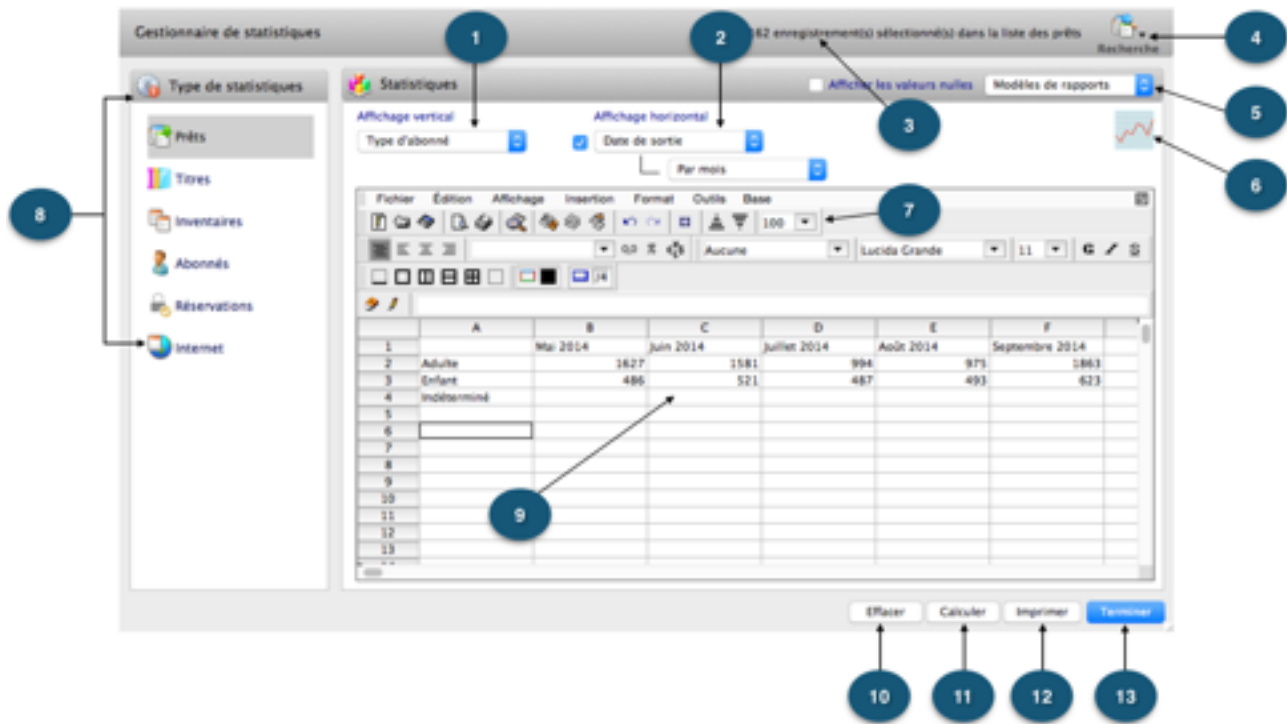 Gestionnaire de statistiques
1
2
62 enregistrement(s) sélectionné(s) dans la liste des prêts
Recherche
4
Type de statistiques
Statistiques
Afficher les valeurs nulles
Modèles de rapports
3
5
Affichage vertical
Affichage horizontal
Type d'abonné
Date de sortie
Par mois
6
Prêts
Titres
Inventaires
Abonnés
Réservations
Internet
8
Fichier Édition Affichage Insertion Format Outils Base
100
7
Aucune
Lucida Grande
11
G
S
A B C D E F
1 Mai 2014 Juin 2014 Juillet 2014 Août 2014 Septembre 2014
2 Adulte 1627 1581 994 975 1863
3 Enfant 486 521 487 493 623
4 Indéterminé
5
6
7
8
9
10
11
12
13
9
Effacer Calculer Imprimer Terminer
10 11 12 13